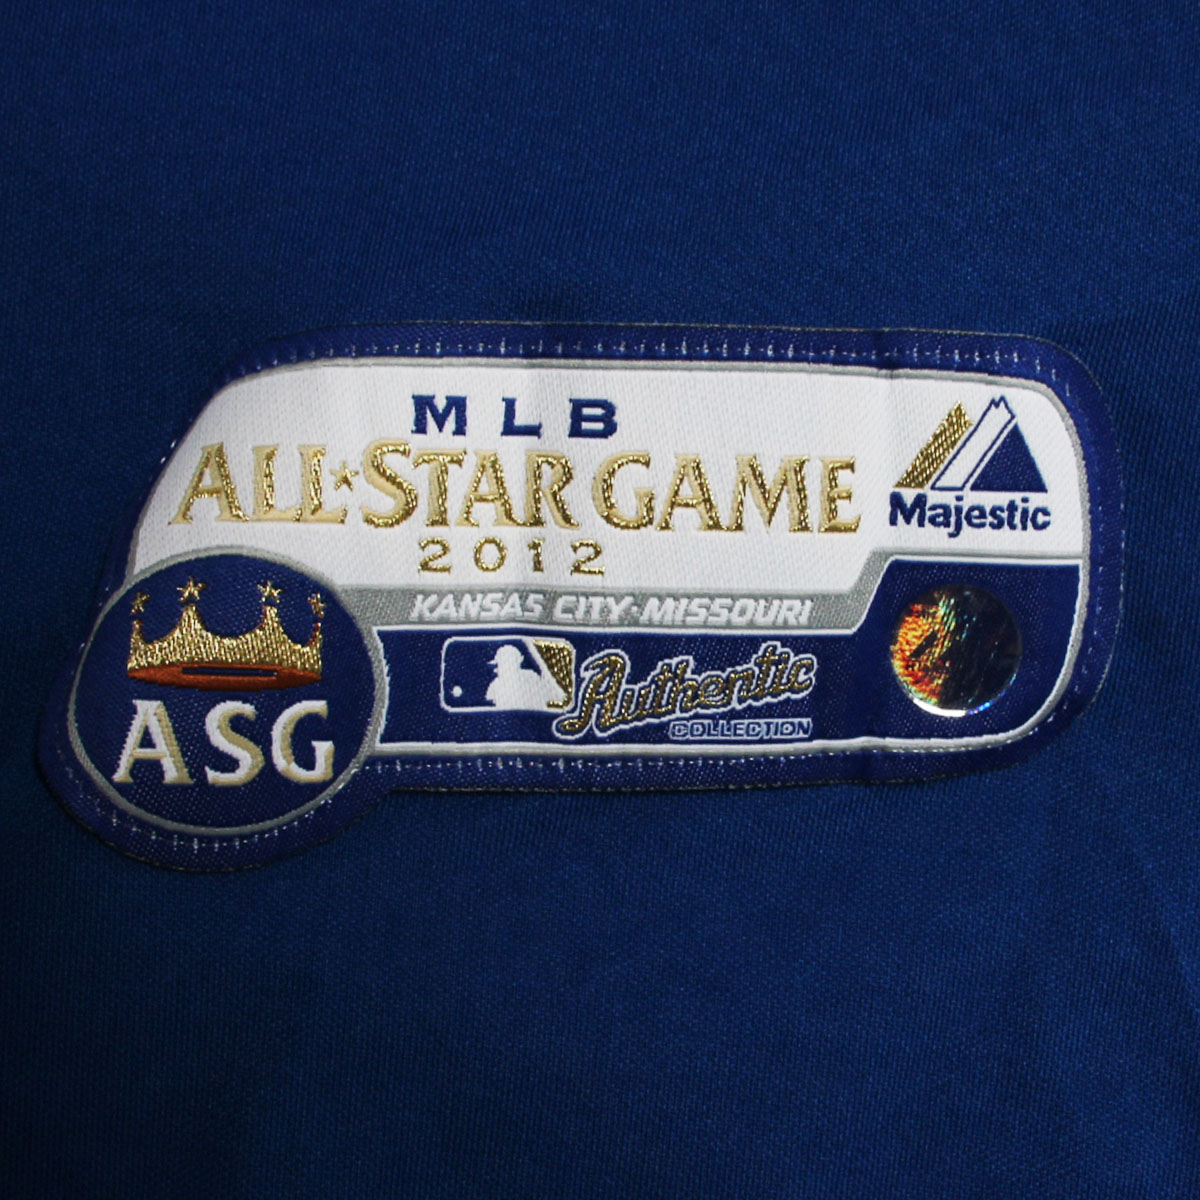 MLB
ALL★STAR GAME
2012
Majestic
KANSAS CITY·MISSOURI
ASG
Authentic
COLLECTION